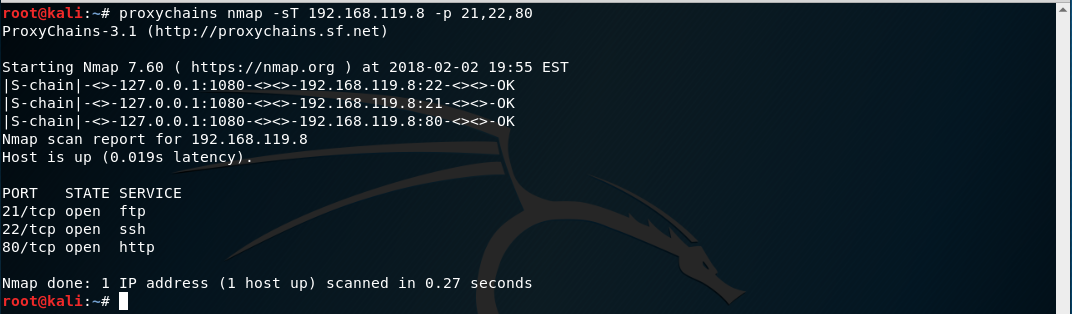 root@kali:~# proxychains nmap -sT 192.168.119.8 -p 21,22,80
ProxyChains-3.1 (http://proxychains.sf.net)
Starting Nmap 7.60 ( https://nmap.org ) at 2018-02-02 19:55 EST
|S-chain|-<>-127.0.0.1:1080-<><>-192.168.119.8:22-<><>-OK
|S-chain|-<>-127.0.0.1:1080-<><>-192.168.119.8:21-<><>-OK
|S-chain|-<>-127.0.0.1:1080-<><>-192.168.119.8:80-<><>-OK
Nmap scan report for 192.168.119.8
Host is up (0.019s latency).
PORT   STATE SERVICE
21/tcp open  ftp
22/tcp open  ssh
80/tcp open  http
Nmap done: 1 IP address (1 host up) scanned in 0.27 seconds
root@kali:~#